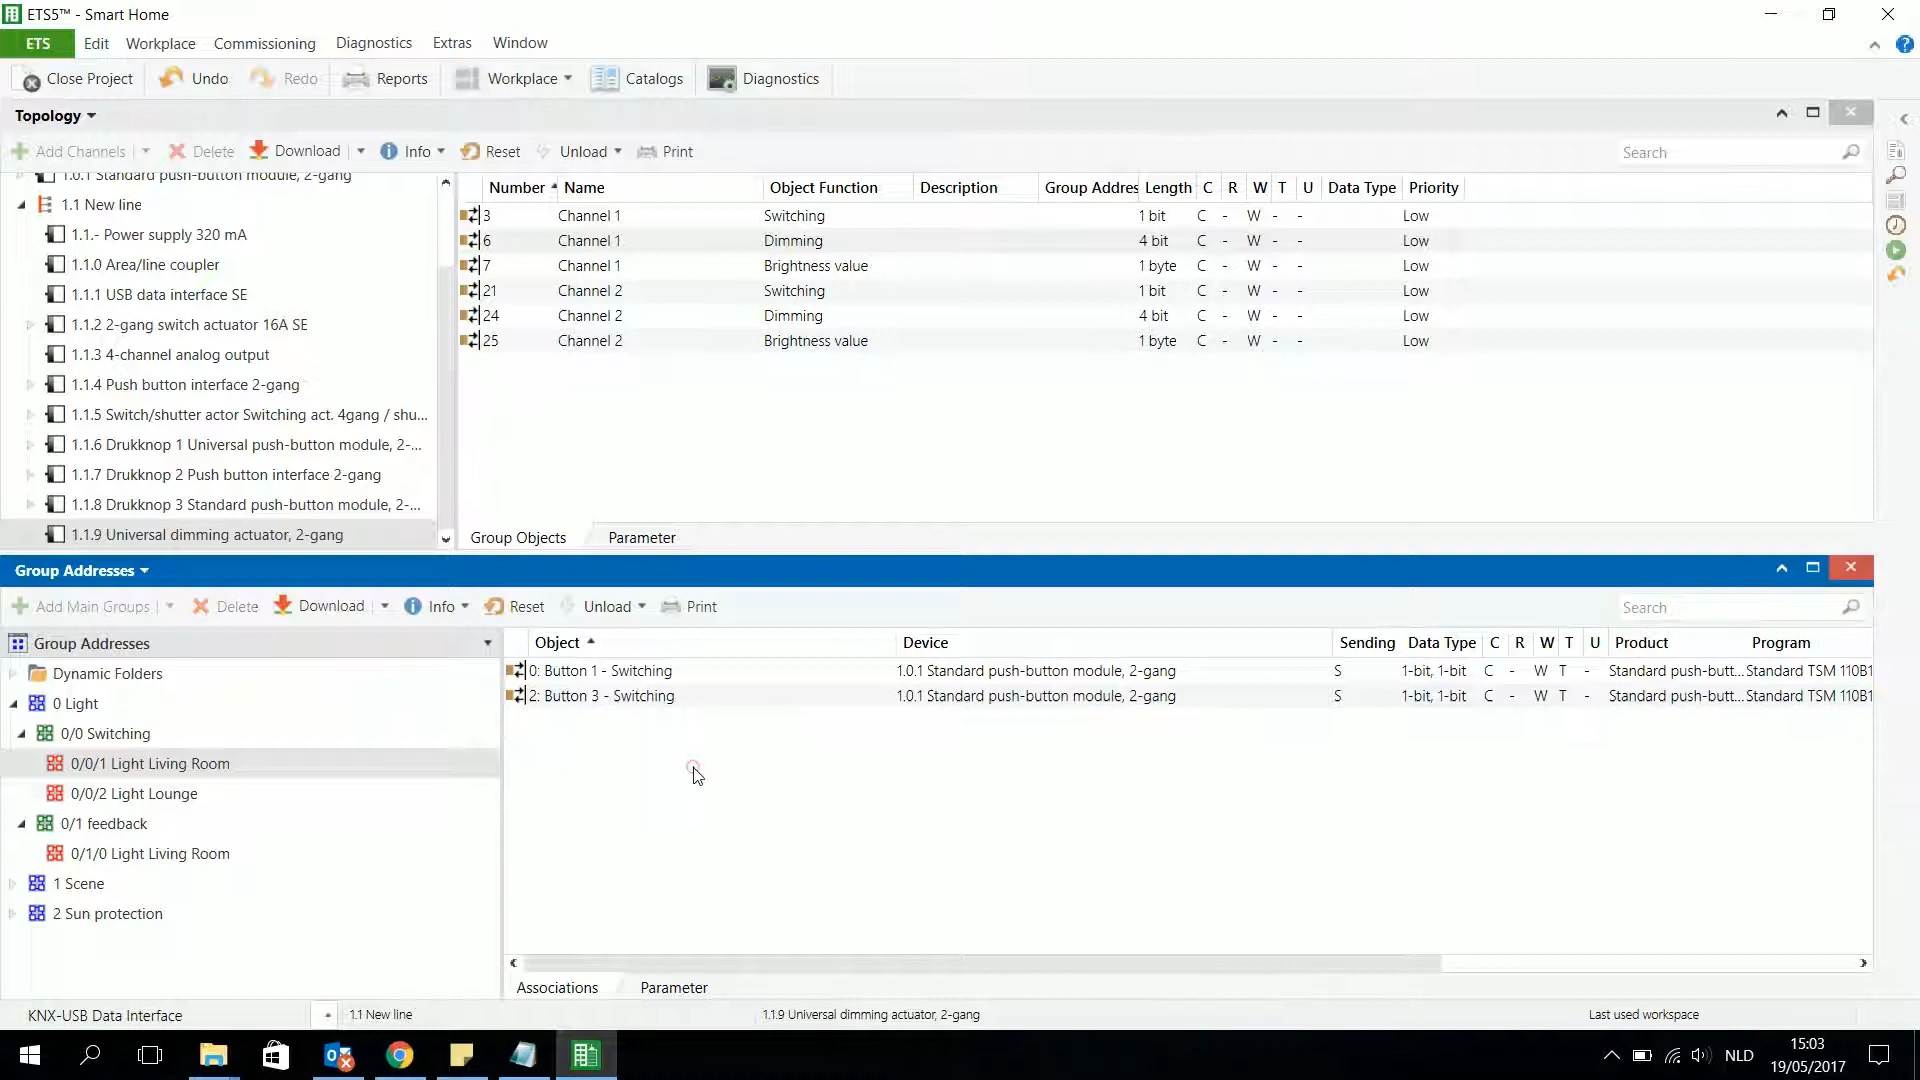 ETS5™ - Smart Home
ETS Edit Workplace Commissioning Diagnostics Extras Window
Close Project Undo Redo Reports Workplace Catalogs Diagnostics
Topology
Add Channels Delete Download Info Reset Unload Print Search
1.0.1 Standard push-button module, 2-gang
1.1 New line
1.1.- Power supply 320 mA
1.1.0 Area/line coupler
1.1.1 USB data interface SE
1.1.2 2-gang switch actuator 16A SE
1.1.3 4-channel analog output
1.1.4 Push button interface 2-gang
1.1.5 Switch/shutter actor Switching act. 4gang / shu...
1.1.6 Drukknop 1 Universal push-button module, 2-...
1.1.7 Drukknop 2 Push button interface 2-gang
1.1.8 Drukknop 3 Standard push-button module, 2-...
1.1.9 Universal dimming actuator, 2-gang
Number Name Object Function Description Group Addres Length C R W T U Data Type Priority
3 Channel 1 Switching 1 bit C - W - - Low
6 Channel 1 Dimming 4 bit C - W - - Low
7 Channel 1 Brightness value 1 byte C - W - - Low
21 Channel 2 Switching 1 bit C - W - - Low
24 Channel 2 Dimming 4 bit C - W - - Low
25 Channel 2 Brightness value 1 byte C - W - - Low
Group Objects Parameter
Group Addresses
Add Main Groups Delete Download Info Reset Unload Print Search
Group Addresses
Dynamic Folders
0 Light
0/0 Switching
0/0/1 Light Living Room
0/0/2 Light Lounge
0/1 feedback
0/1/0 Light Living Room
1 Scene
2 Sun protection
Object Device Sending Data Type C R W T U Product Program
0: Button 1 - Switching 1.0.1 Standard push-button module, 2-gang S 1-bit, 1-bit C - W T - Standard push-butt... Standard TSM 110B1
2: Button 3 - Switching 1.0.1 Standard push-button module, 2-gang S 1-bit, 1-bit C - W T - Standard push-butt... Standard TSM 110B1
Associations Parameter
KNX-USB Data Interface 1.1 New line 1.1.9 Universal dimming actuator, 2-gang Last used workspace
NLD
15:03
19/05/2017